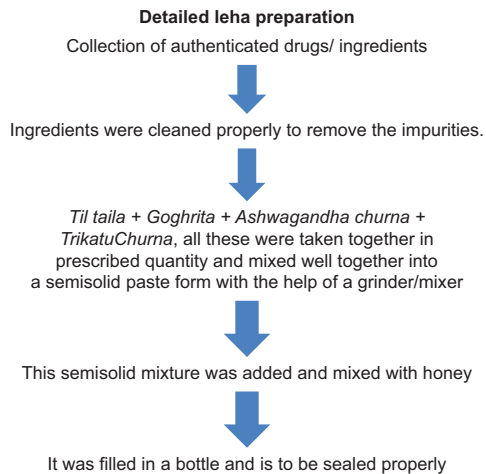 Detailed leha preparation
Collection of authenticated drugs/ ingredients
Ingredients were cleaned properly to remove the impurities.
Til taila + Goghrita + Ashwagandha churna +
TrikatuChurna, all these were taken together in
prescribed quantity and mixed well together into
a semisolid paste form with the help of a grinder/mixer
This semisolid mixture was added and mixed with honey
It was filled in a bottle and is to be sealed properly